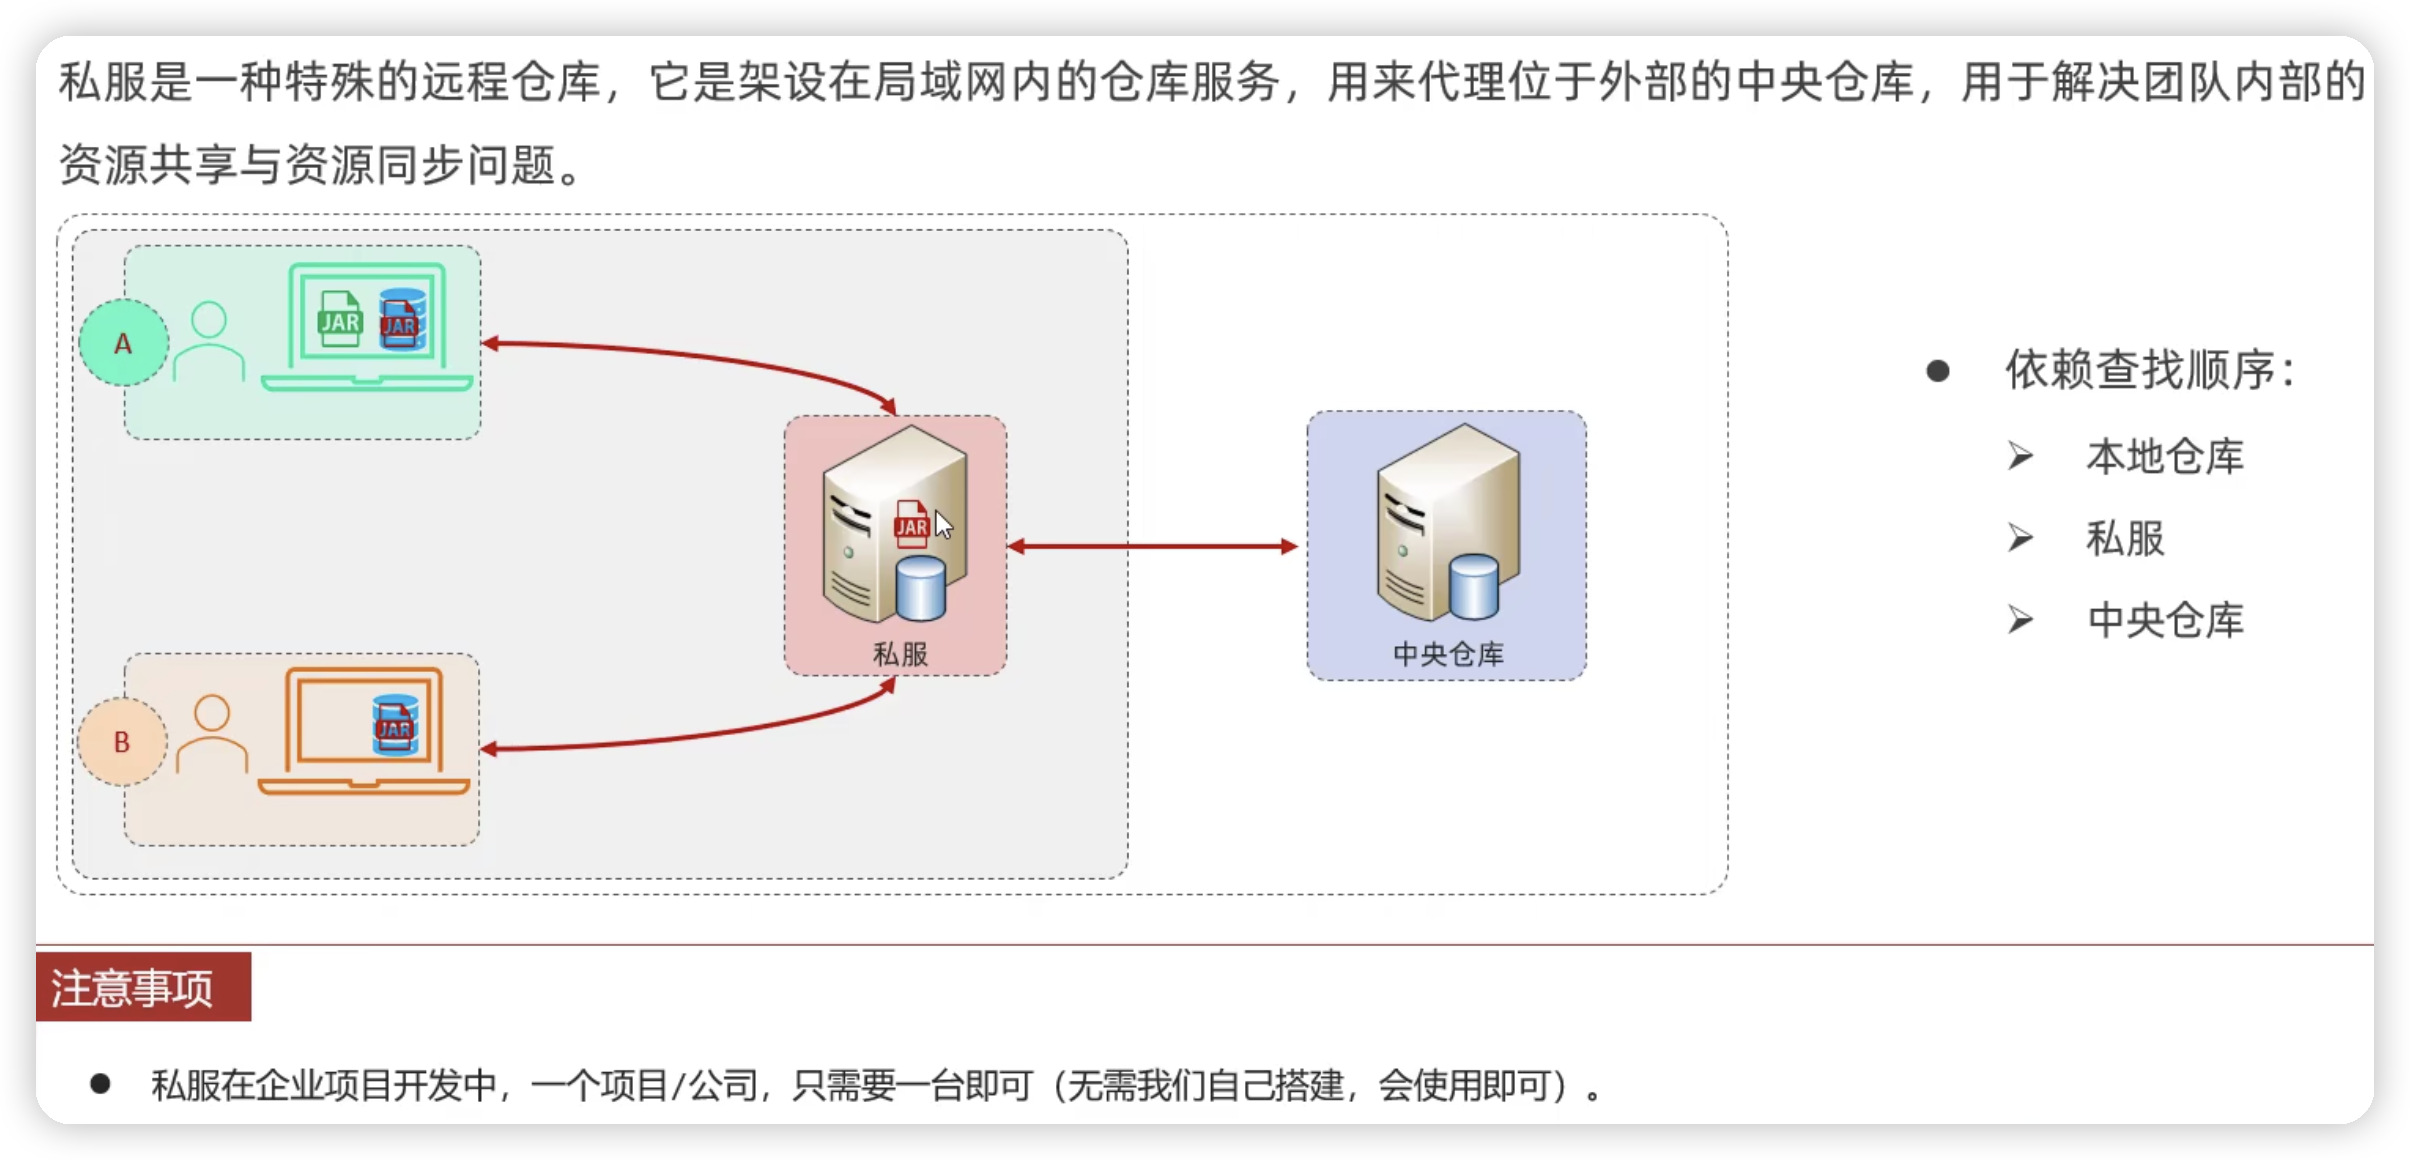 私服是一种特殊的远程仓库，它是架设在局域网内的仓库服务，用来代理位于外部的中央仓库，用于解决团队内部的
资源共享与资源同步问题。
A
JAR
JAR
JAR
私服
中央仓库
B
JAR
● 依赖查找顺序：
➢ 本地仓库
➢ 私服
➢ 中央仓库
注意事项
● 私服在企业项目开发中，一个项目/公司，只需要一台即可（无需我们自己搭建，会使用即可）。